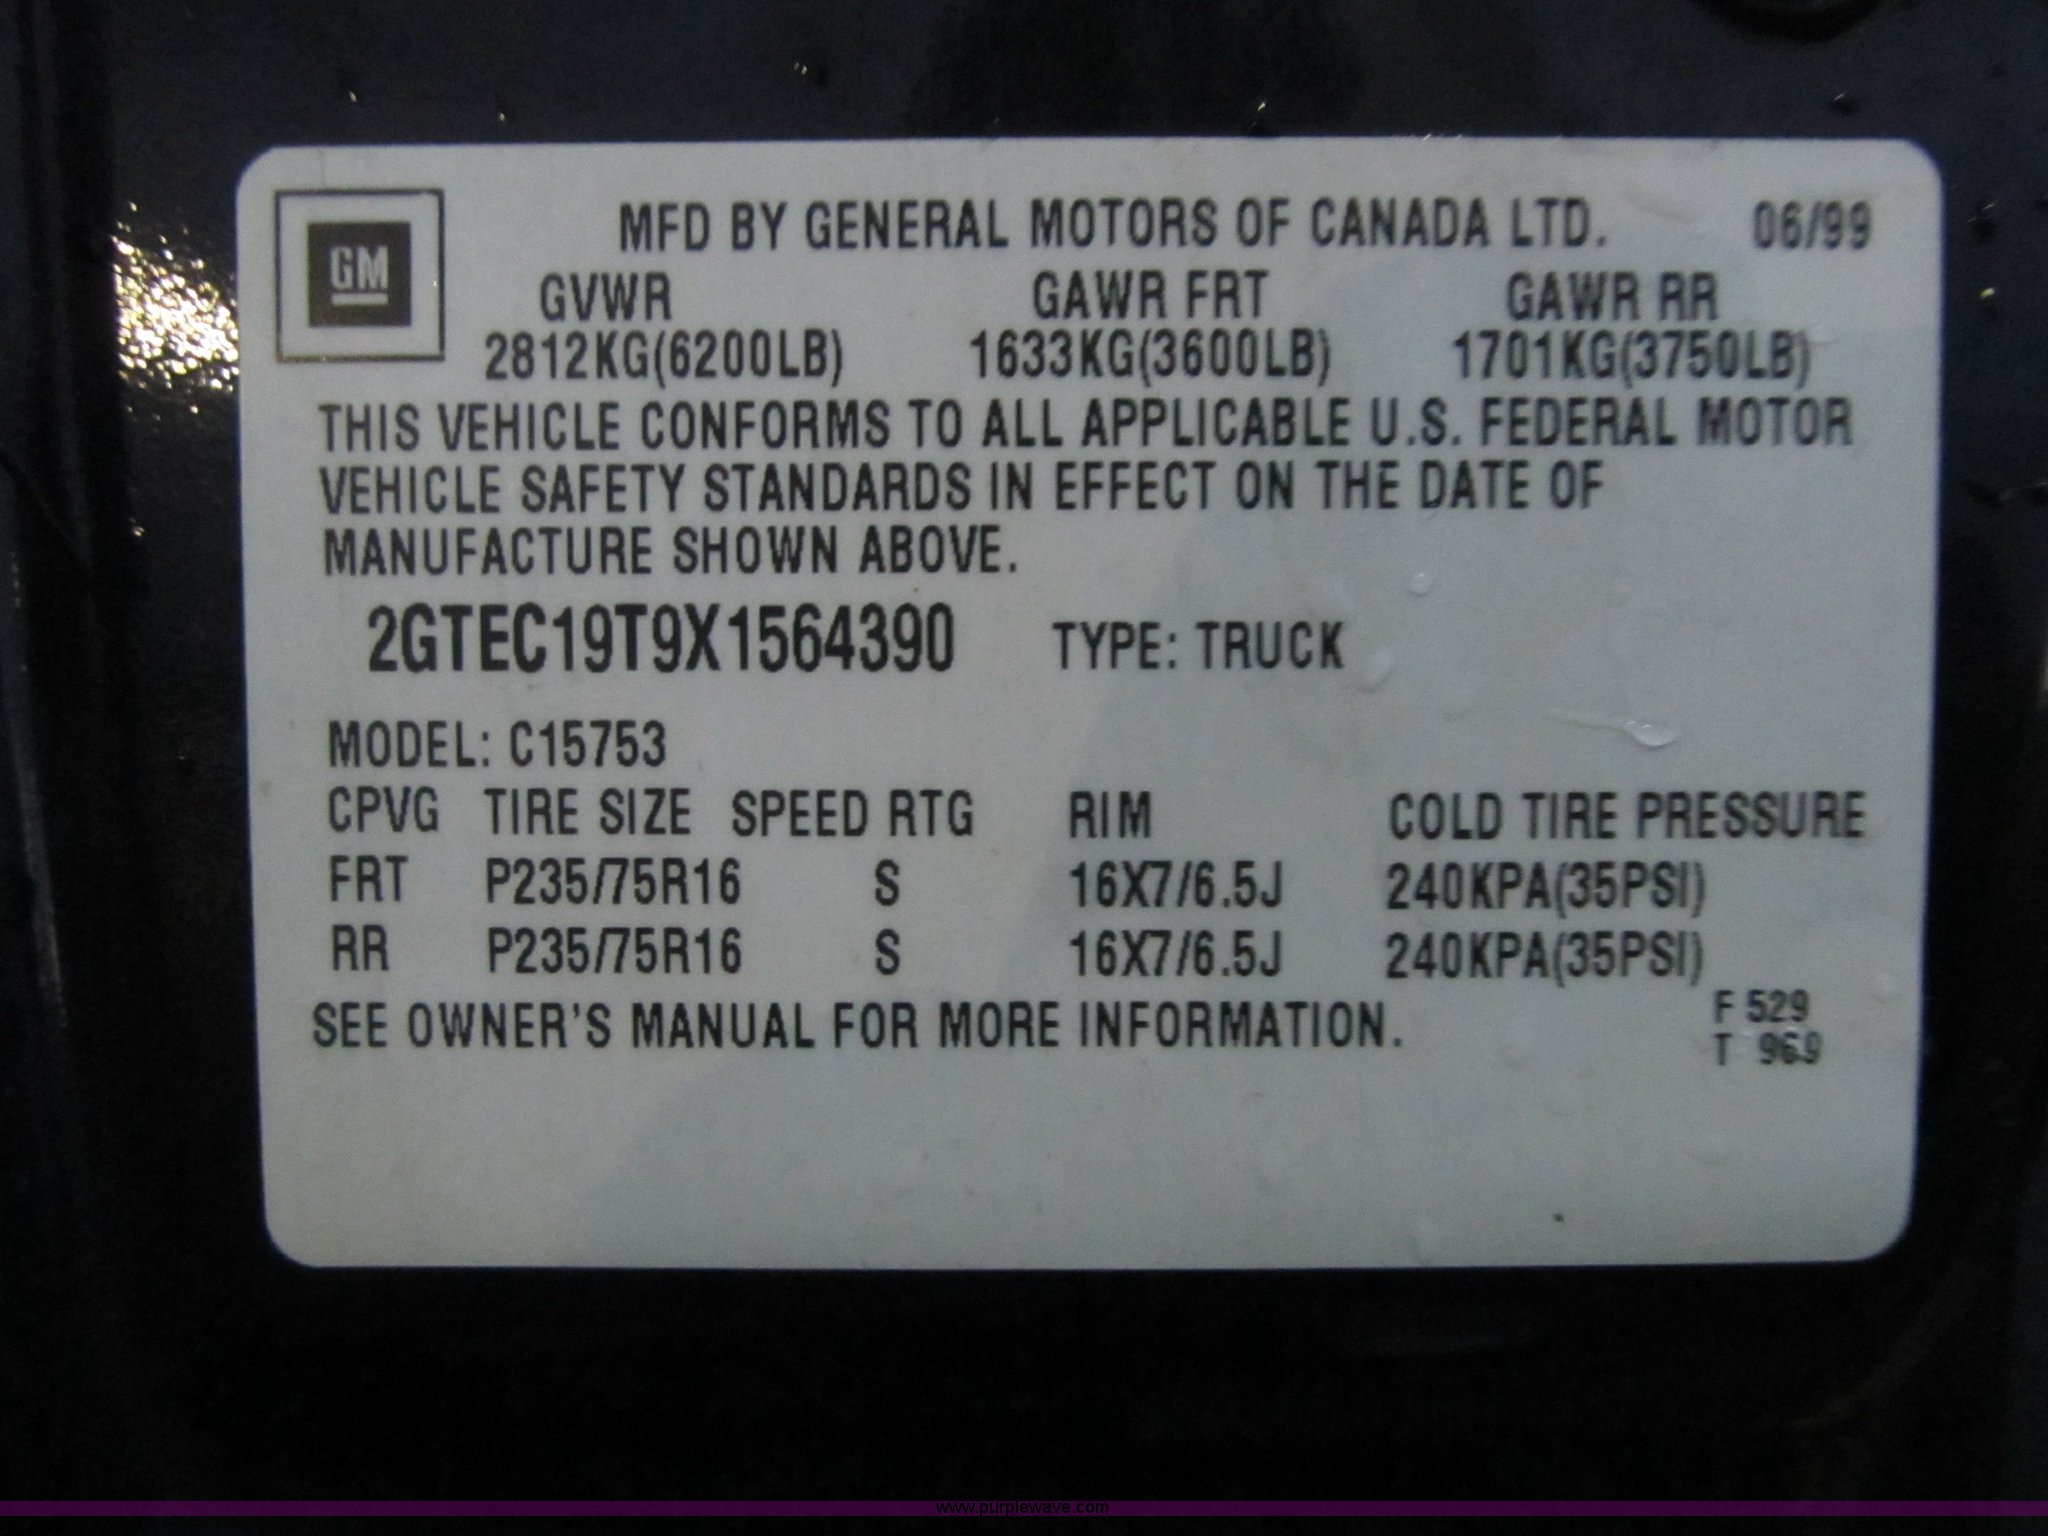 MFD BY GENERAL MOTORS OF CANADA LTD. 06/99
GM
GVWR GAWR FRT GAWR RR
2812KG(6200LB) 1633KG(3600LB) 1701KG(3750LB)
THIS VEHICLE CONFORMS TO ALL APPLICABLE U.S. FEDERAL MOTOR
VEHICLE SAFETY STANDARDS IN EFFECT ON THE DATE OF
MANUFACTURE SHOWN ABOVE.
2GTEC19T9X1564390 TYPE: TRUCK
MODEL: C15753
CPVG TIRE SIZE SPEED RTG RIM COLD TIRE PRESSURE
FRT P235/75R16 S 16X7/6.5J 240KPA(35PSI)
RR P235/75R16 S 16X7/6.5J 240KPA(35PSI)
SEE OWNER'S MANUAL FOR MORE INFORMATION.
F 529
T 969
www.purplewave.com